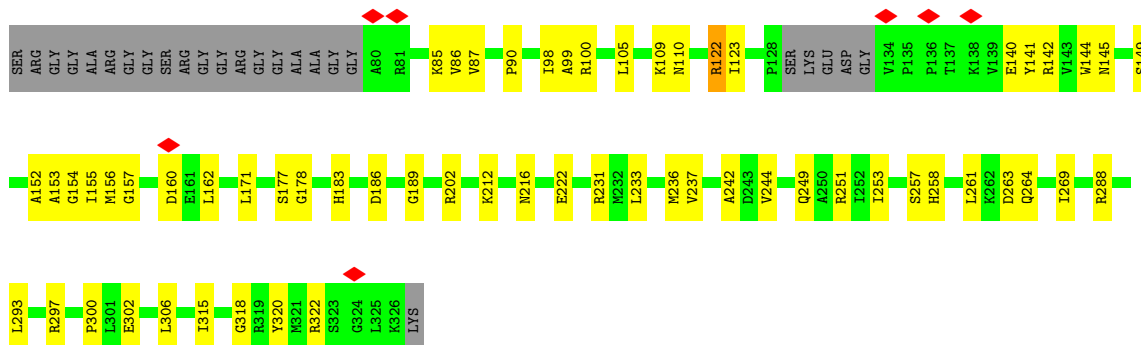 SER ARG GLY GLY ALA ARG GLY GLY SER ARG GLY GLY ARG GLY GLY ALA ALA GLY GLY A80 R81 K85 V86 V87 P90 I98 A99 R100 L105 K109 N110 R122 I123 P128 SER LYS GLU ASP GLY V134 P135 P136 T137 K138 V139 E140 Y141 R142 V143 W144 N145 S149
A152 A153 G154 I155 M156 G157 D160 E161 L162 L171 S177 G178 H183 D186 G189 R202 K212 N216 E222 R231 M232 L233 M236 V237 A242 D243 V244 Q249 A250 R251 I252 I253 S257 H258 L261 K262 D263 Q264 I269 R288
L293 R297 P300 L301 E302 L306 I315 G318 R319 Y320 M321 R322 S323 G324 L325 K326 LYS